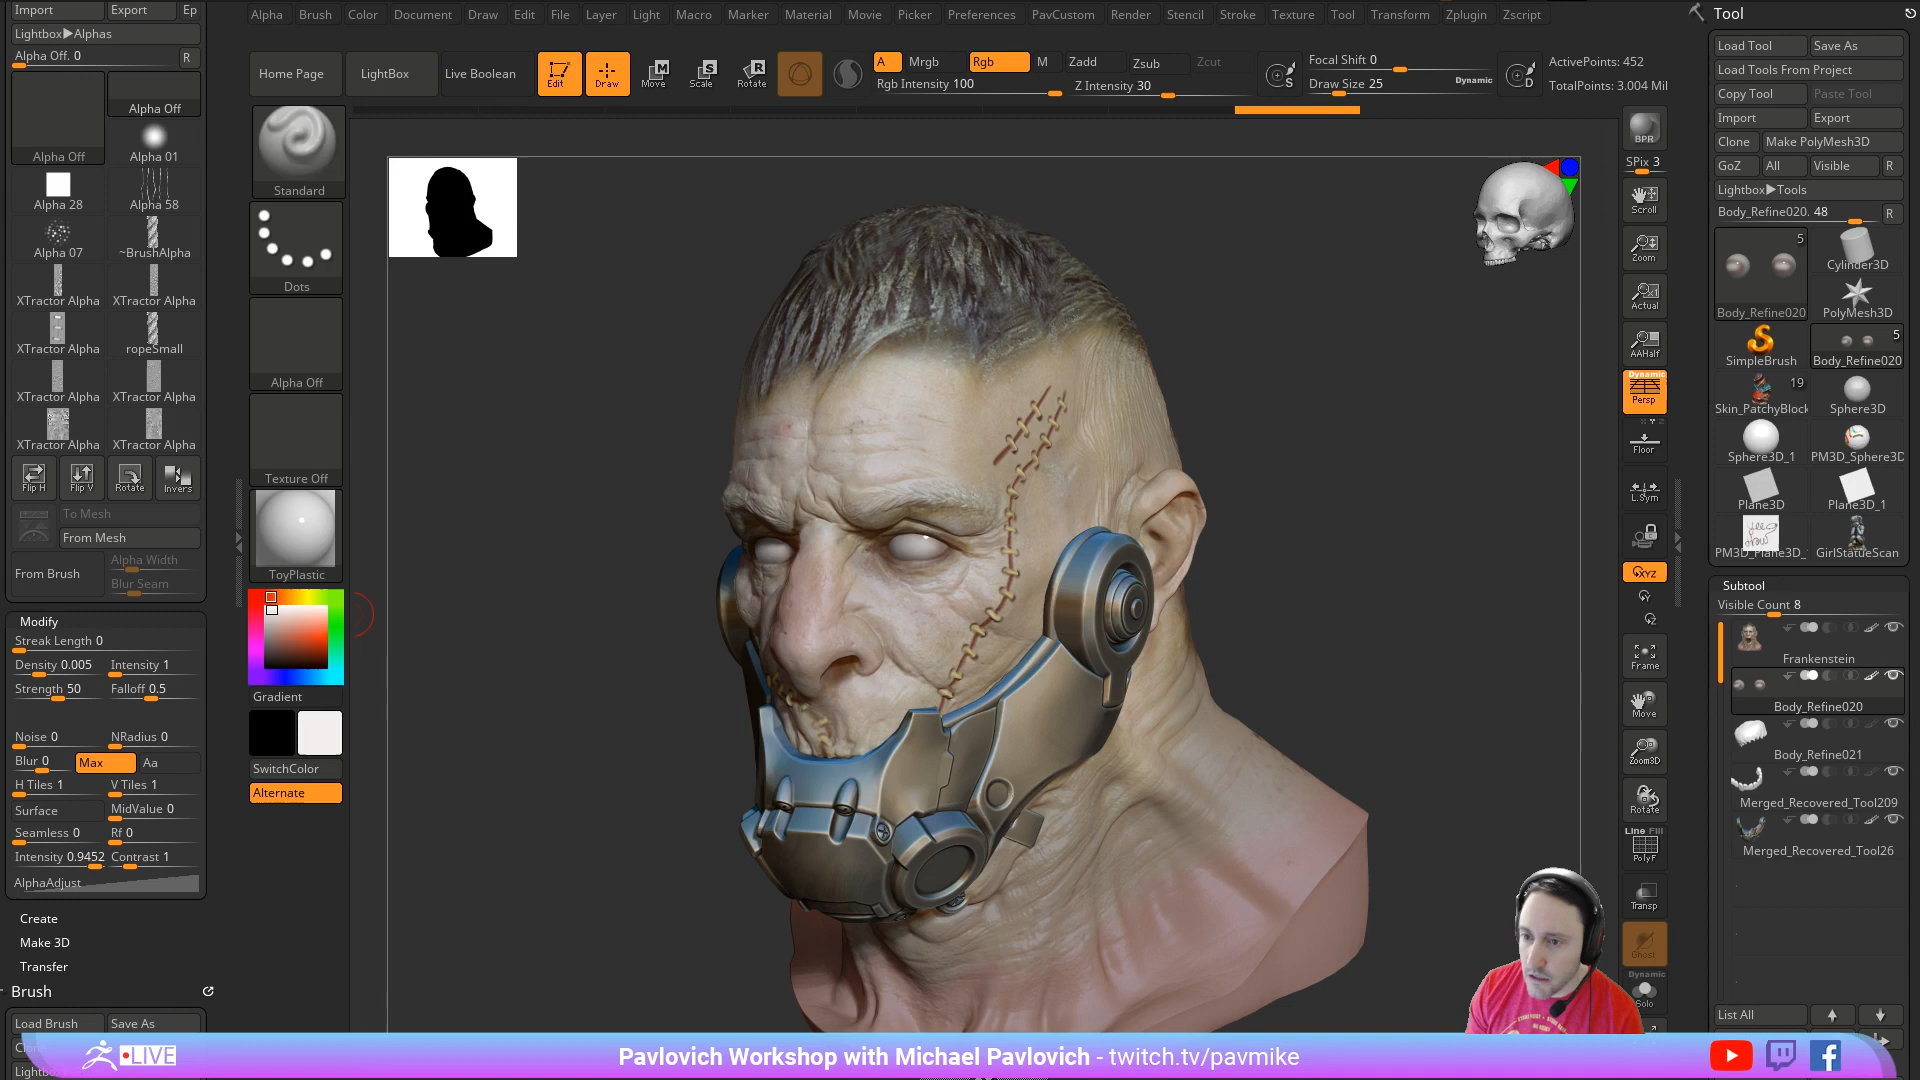 Alpha Brush Color Document Draw Edit File Layer Light Macro Marker Material Movie Picker Preferences PavCustom Render Stencil Stroke Texture Tool Transform Zplugin Zscript
Import Export Ep
Lightbox▶Alphas
Alpha Off. 0 R
Alpha Off
Alpha Off Alpha 01
Alpha 28 Alpha 58
Alpha 07 ~BrushAlpha
XTractor Alpha XTractor Alpha
XTractor Alpha ropeSmall
XTractor Alpha XTractor Alpha
XTractor Alpha XTractor Alpha
Flip H Flip V Rotate Invers
To Mesh
From Mesh
From Brush Alpha Width
Blur Seam
Modify
Streak Length 0
Density 0.005 Intensity 1
Strength 50 Falloff 0.5
Noise 0 NRadius 0
Blur 0 Max Aa
H Tiles 1 V Tiles 1
Surface MidValue 0
Seamless 0 Rf 0
Intensity 0.9452 Contrast 1
AlphaAdjust
Create
Make 3D
Transfer
Brush
Load Brush Save As
Home Page LightBox Live Boolean Edit Draw Move Scale Rotate
A Mrgb Rgb M Zadd Zsub Zcut
Rgb Intensity 100 Z Intensity 30
Focal Shift 0
Draw Size 25 Dynamic
ActivePoints: 452
TotalPoints: 3.004 Mil
Standard
Dots
Alpha Off
Texture Off
ToyPlastic
Gradient
SwitchColor
Alternate
BPR
SPix 3
Scroll
Zoom
Actual
AAHalf
Dynamic
Persp
Floor
L.Sym
XYZ
Frame
Move
Zoom3D
Rotate
Line Fill
PolyF
Transp
Ghost
Dynamic
Solo
Tool
Load Tool Save As
Load Tools From Project
Copy Tool Paste Tool
Import Export
Clone Make PolyMesh3D
GoZ All Visible R
Lightbox▶Tools
Body_Refine020. 48 R
5
Cylinder3D
Body_Refine020 PolyMesh3D
5
SimpleBrush Body_Refine020
19
Skin_PatchyBlock Sphere3D
Sphere3D_1 PM3D_Sphere3D
Plane3D Plane3D_1
PM3D_Plane3D_ GirlStatueScan
Subtool
Visible Count 8
Frankenstein
Body_Refine020
Body_Refine021
Merged_Recovered_Tool209
Merged_Recovered_Tool26
List All
LIVE
Pavlovich Workshop with Michael Pavlovich - twitch.tv/pavmike